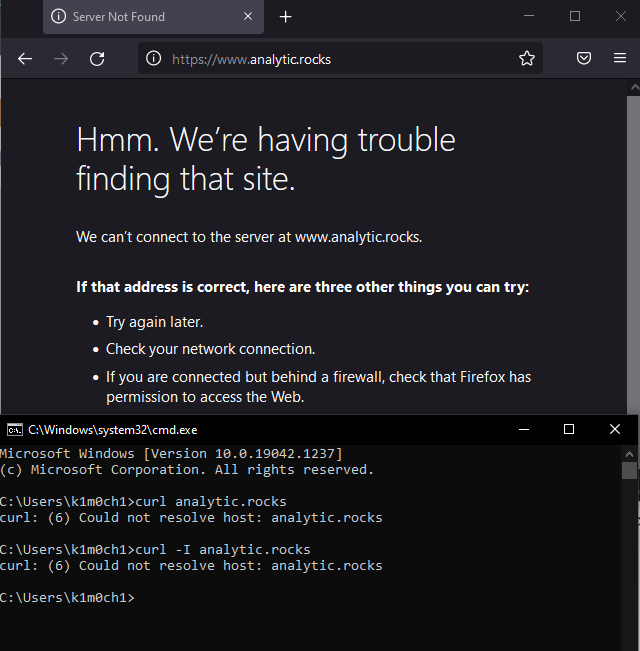 Server Not Found
https://www.analytic.rocks
Hmm. We're having trouble
finding that site.
We can't connect to the server at www.analytic.rocks.
If that address is correct, here are three other things you can try:
• Try again later.
• Check your network connection.
• If you are connected but behind a firewall, check that Firefox has
permission to access the Web.
C:\Windows\system32\cmd.exe
Microsoft Windows [Version 10.0.19042.1237]
(c) Microsoft Corporation. All rights reserved.
C:\Users\k1m0ch1>curl analytic.rocks
curl: (6) Could not resolve host: analytic.rocks
C:\Users\k1m0ch1>curl -I analytic.rocks
curl: (6) Could not resolve host: analytic.rocks
C:\Users\k1m0ch1>